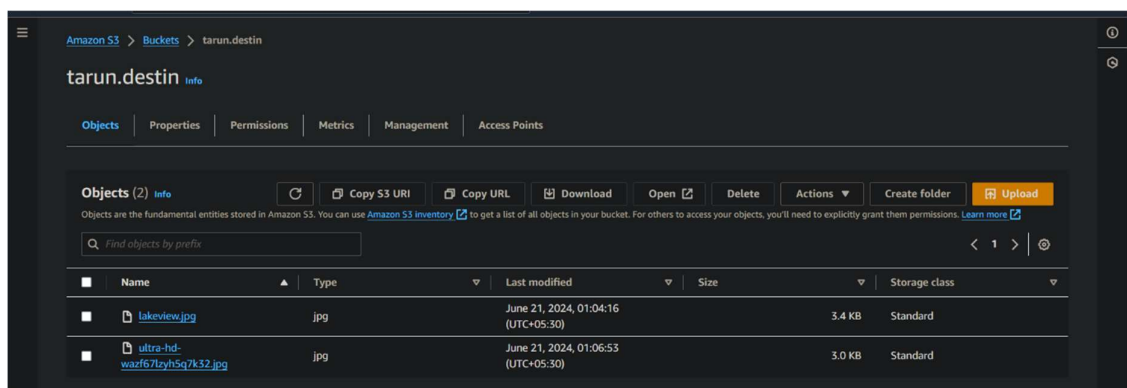 Amazon S3 > Buckets > tarun.destin
tarun.destin Info
Objects Properties Permissions Metrics Management Access Points
Objects (2) Info Copy S3 URI Copy URL Download Open Delete Actions Create folder Upload
Objects are the fundamental entities stored in Amazon S3. You can use Amazon S3 inventory to get a list of all objects in your bucket. For others to access your objects, you'll need to explicitly grant them permissions. Learn more
Find objects by prefix < 1 >
Name Type Last modified Size Storage class
lakeview.jpg jpg June 21, 2024, 01:04:16 (UTC+05:30) 3.4 KB Standard
ultra-hd-wazf67lzyh5q7k32.jpg jpg June 21, 2024, 01:06:53 (UTC+05:30) 3.0 KB Standard